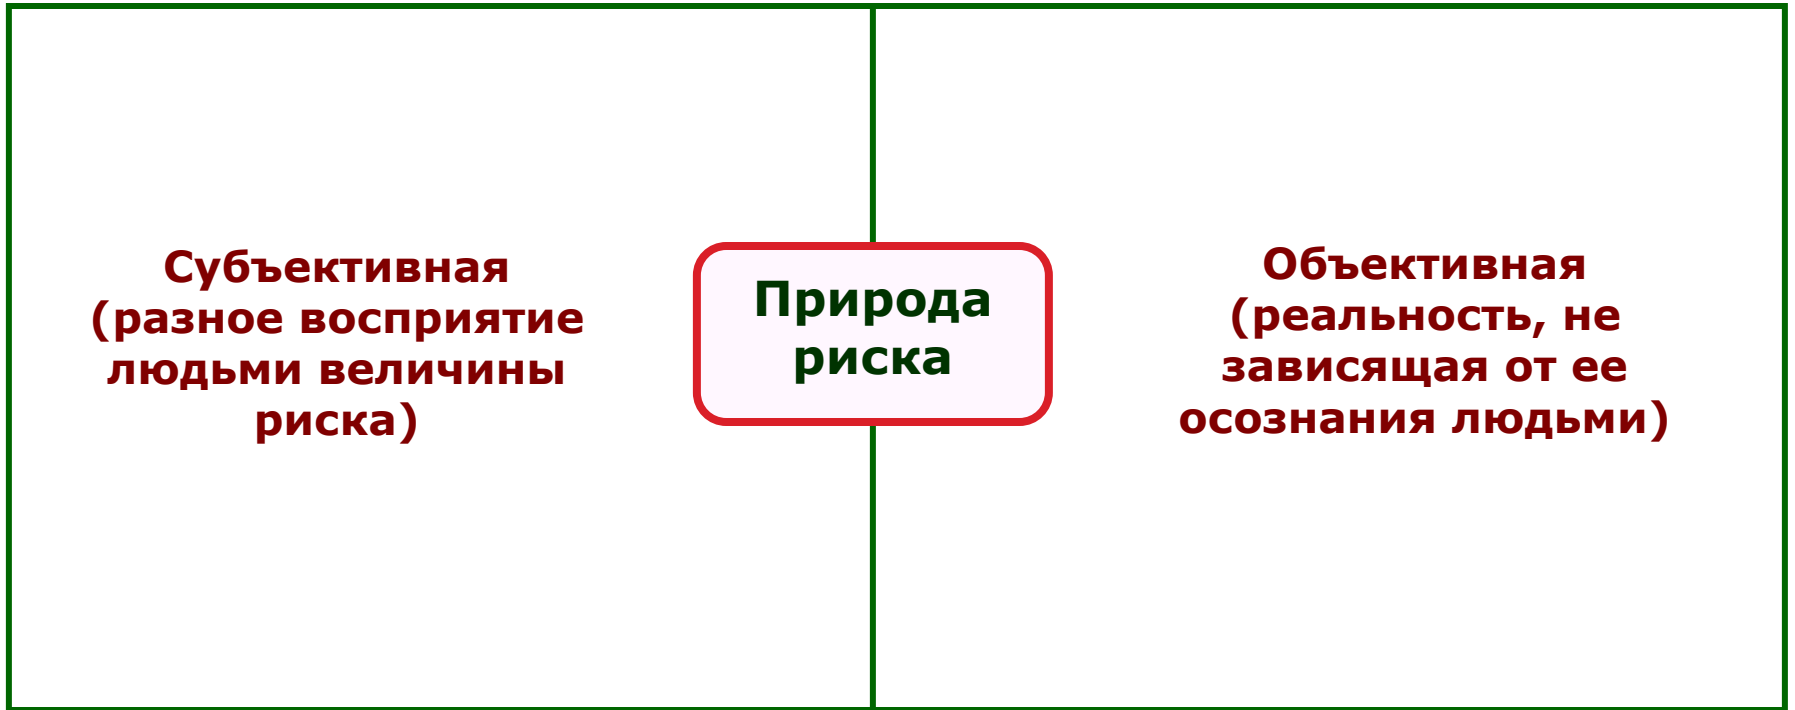 Субъективная
(разное восприятие
людьми величины
риска)
Природа
риска
Объективная
(реальность, не
зависящая от ее
осознания людьми)